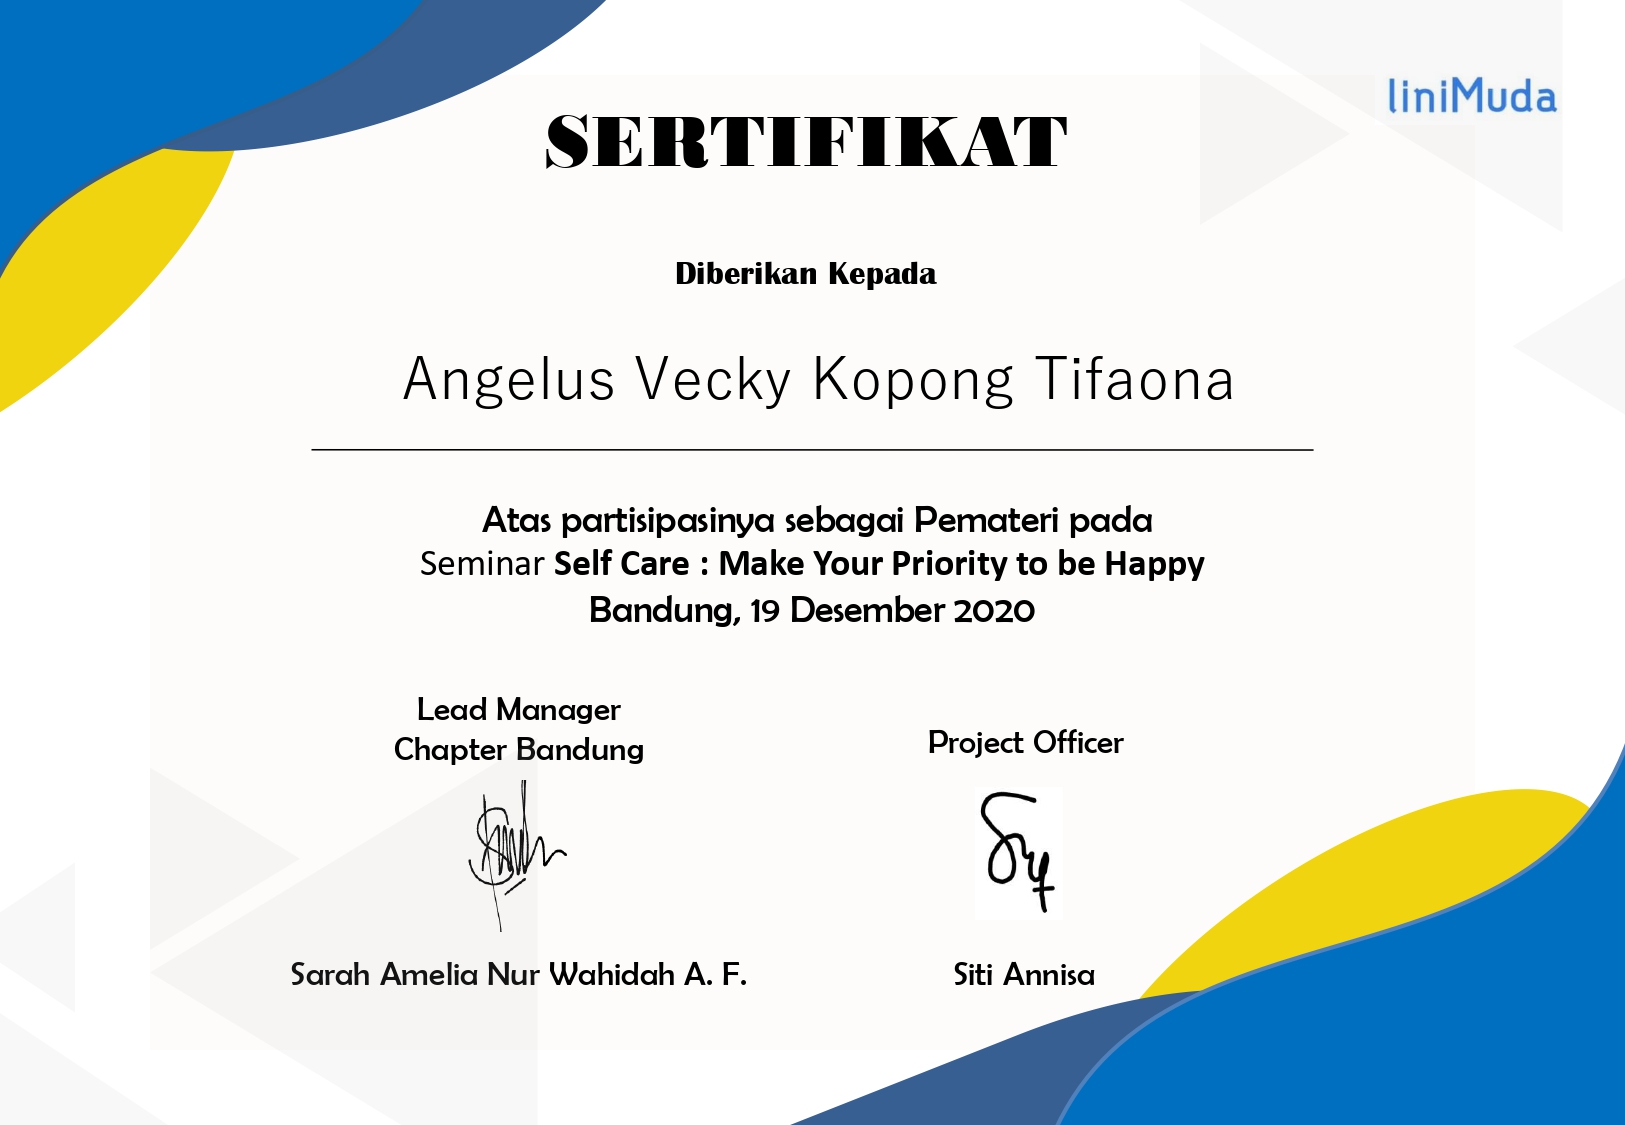 liniMuda
SERTIFIKAT
Diberikan Kepada
Angelus Vecky Kopong Tifaona
Atas partisipasinya sebagai Pemateri pada
Seminar Self Care : Make Your Priority to be Happy
Bandung, 19 Desember 2020
Lead Manager
Chapter Bandung
Project Officer
Sarah Amelia Nur Wahidah A. F.
Siti Annisa